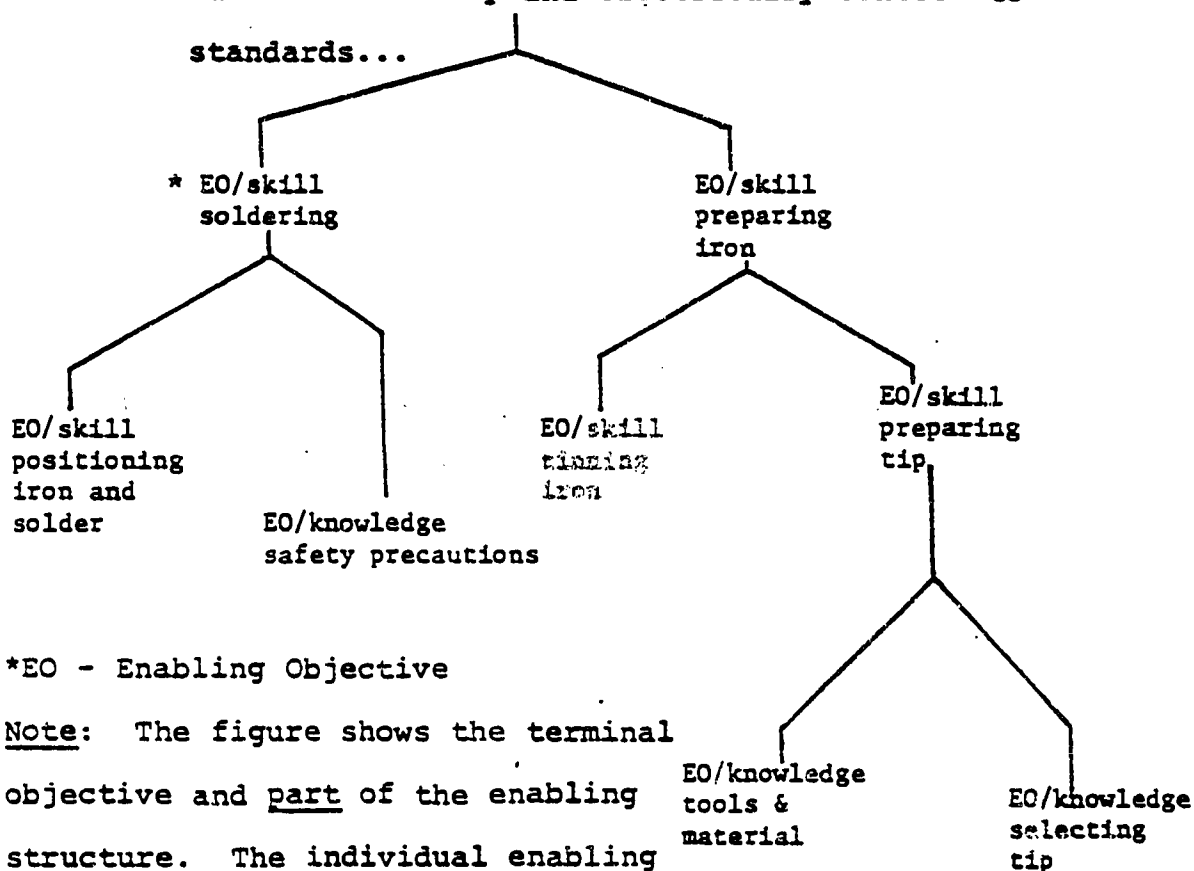 standards...
* EO/skill
soldering
EO/skill
preparing
iron
EO/skill
positioning
iron and
solder
EO/knowledge
safety precautions
EO/skill
tinning
iron
EO/skill
preparing
tip
*EO - Enabling Objective
Note: The figure shows the terminal
objective and part of the enabling
structure. The individual enabling
EO/knowledge
tools &
material
EO/knowledge
selecting
tip